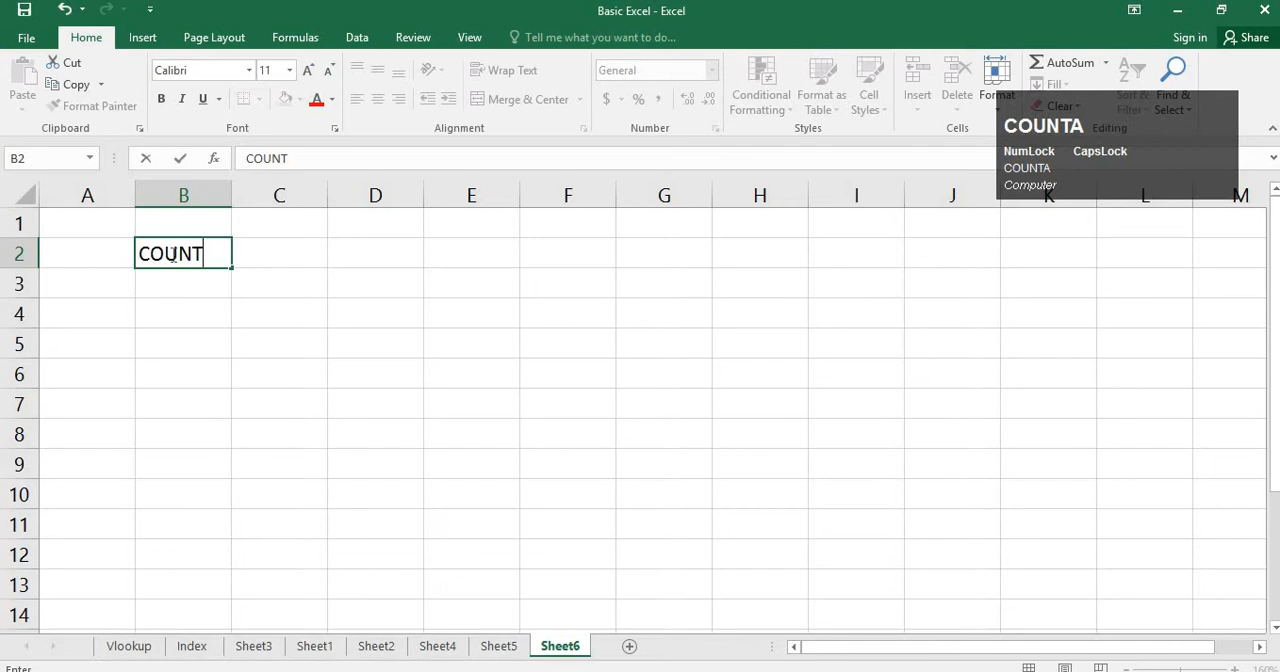 Basic Excel - Excel
File Home Insert Page Layout Formulas Data Review View Tell me what you want to do... Sign in Share
Paste Cut Copy Format Painter Clipboard
Calibri 11 A A B I U A Font
Wrap Text Merge & Center Alignment
General $ % , Number
Conditional Formatting Format as Table Cell Styles Styles
Insert Delete Format Cells
AutoSum Fill Clear Sort & Filter Find & Select Editing
COUNTA
NumLock CapsLock
COUNTA
Computer
B2 fx COUNT
A B C D E F G H I J K L M
1
2 COUNT
3
4
5
6
7
8
9
10
11
12
13
14
Vlookup Index Sheet3 Sheet1 Sheet2 Sheet4 Sheet5 Sheet6
Enter 160%